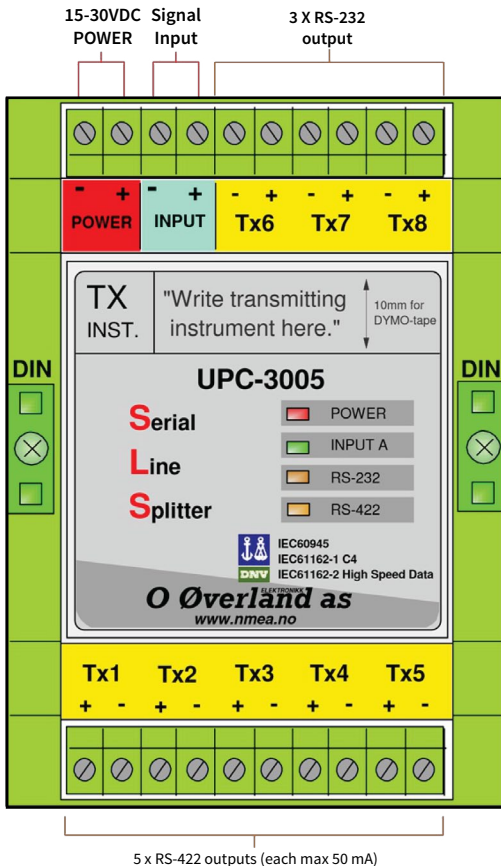 15-30VDC POWER
Signal Input
3 X RS-232 output
- + - + - + - + - +
POWER INPUT Tx6 Tx7 Tx8
TX INST.
"Write transmitting
instrument here."
10mm for
DYMO-tape
DIN
DIN
UPC-3005
Serial
Line
Splitter
POWER
INPUT A
RS-232
RS-422
IEC60945
IEC61162-1 C4
DNV IEC61162-2 High Speed Data
ELEKTRONIKK
O Øverland as
www.nmea.no
Tx1 Tx2 Tx3 Tx4 Tx5
+ - + - + - + - + -
5 x RS-422 outputs (each max 50 mA)